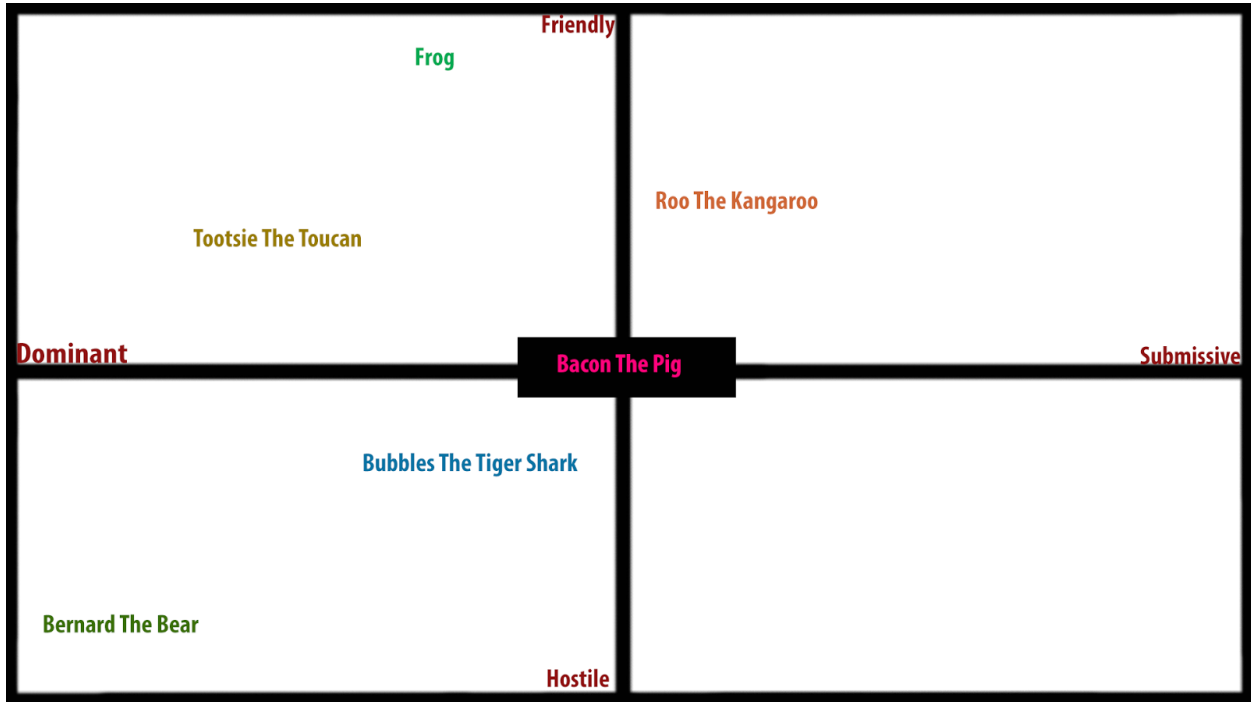 Friendly
Frog
Roo The Kangaroo
Tootsie The Toucan
Dominant
Submissive
Bacon The Pig
Bubbles The Tiger Shark
Bernard The Bear
Hostile